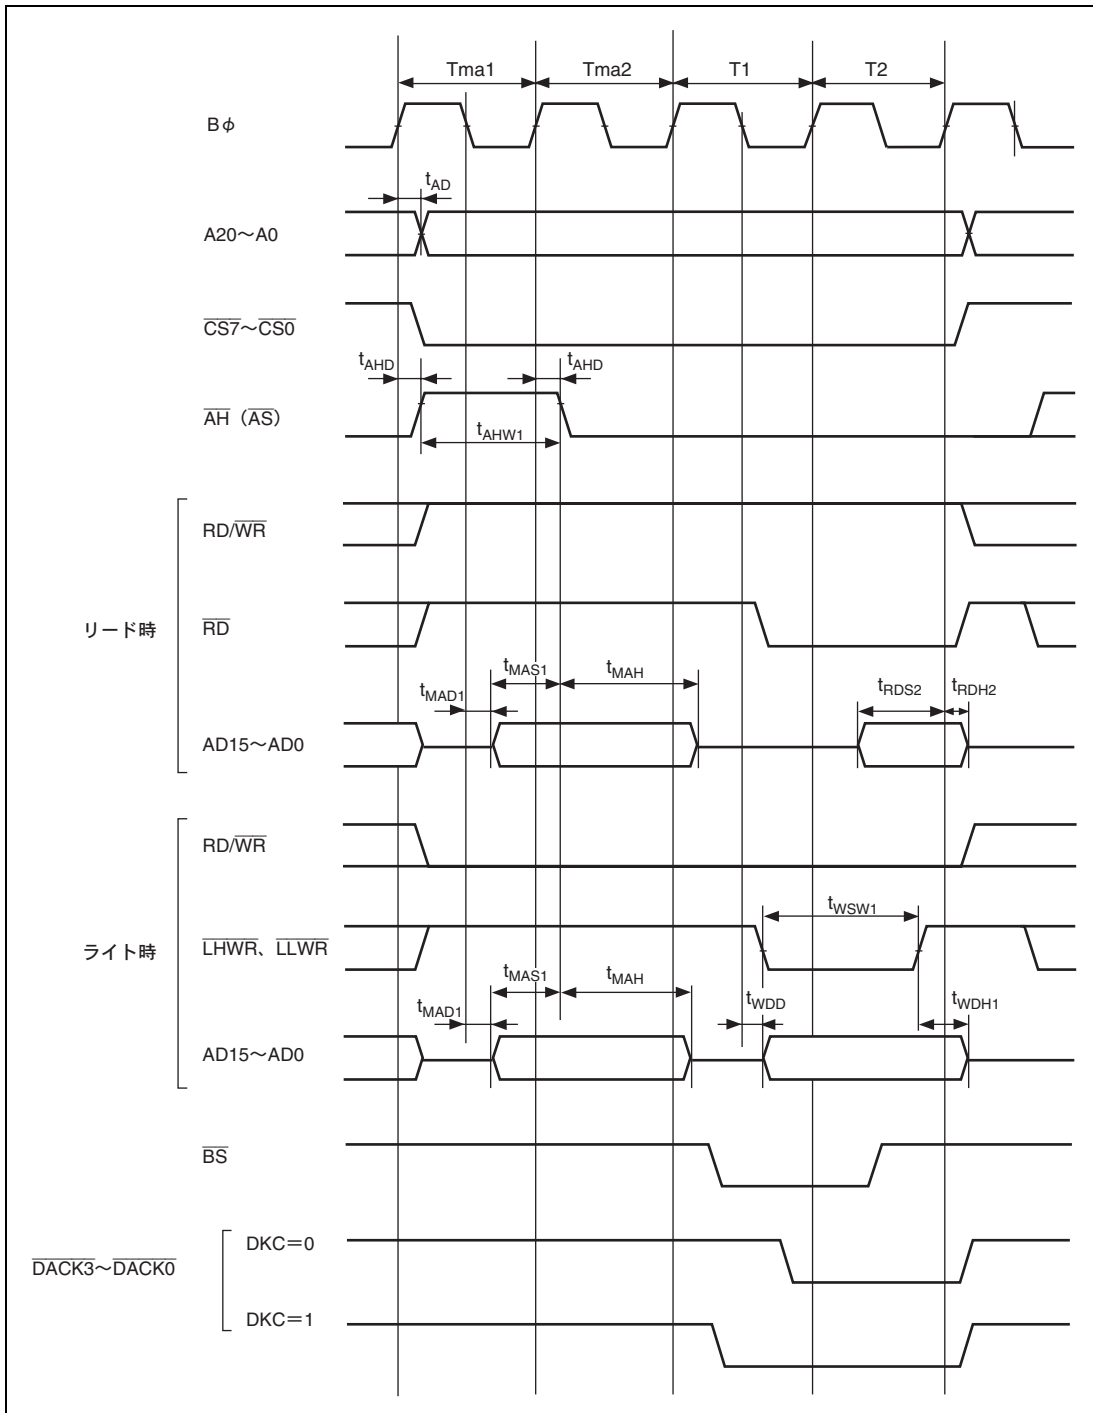 Tma1 Tma2 T1 T2
Bφ
tAD
A20～A0
CS7～CS0
tAHD tAHD
AH（AS）
tAHW1
RD/WR
リード時 RD
tMAS1 tMAH
tMAD1 tRDS2 tRDH2
AD15～AD0
RD/WR
tWSW1
ライト時 LHWR、LLWR
tMAS1 tMAH
tMAD1 tWDD tWDH1
AD15～AD0
BS
DKC＝0
DACK3～DACK0
DKC＝1